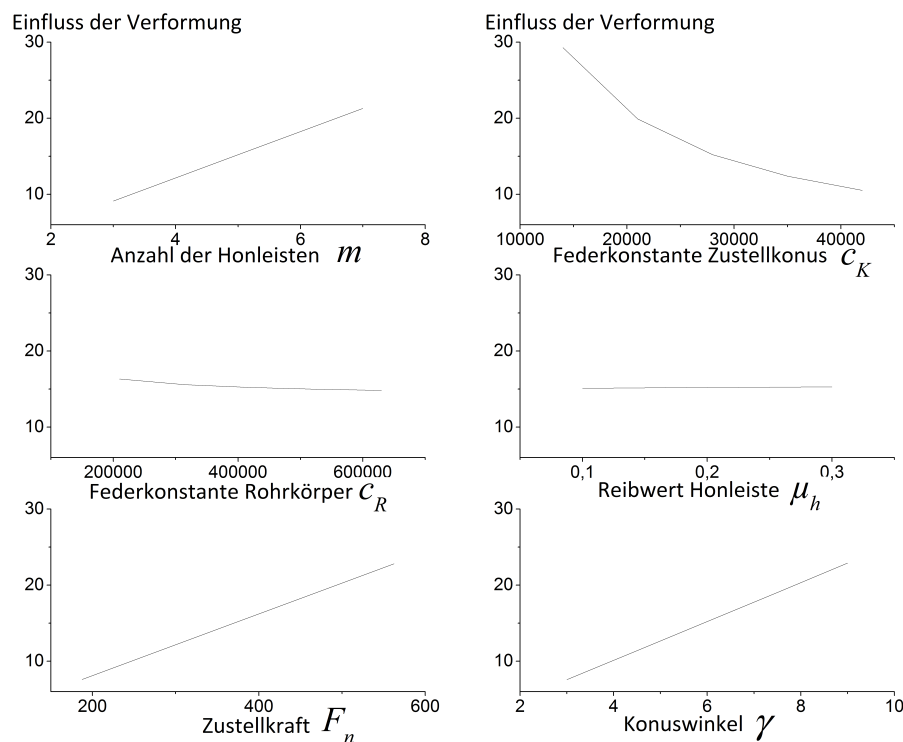 Einfluss der Verformung
30
20
10
2 4 6 8
Anzahl der Honleisten m
Einfluss der Verformung
30
20
10
10000 20000 30000 40000
Federkonstante Zustellkonus c_K
30
20
10
200000 400000 600000
Federkonstante Rohrkörper c_R
30
20
10
0,1 0,2 0,3
Reibwert Honleiste μ_h
30
20
10
200 400 600
Zustellkraft F_n
30
20
10
2 4 6 8 10
Konuswinkel γ